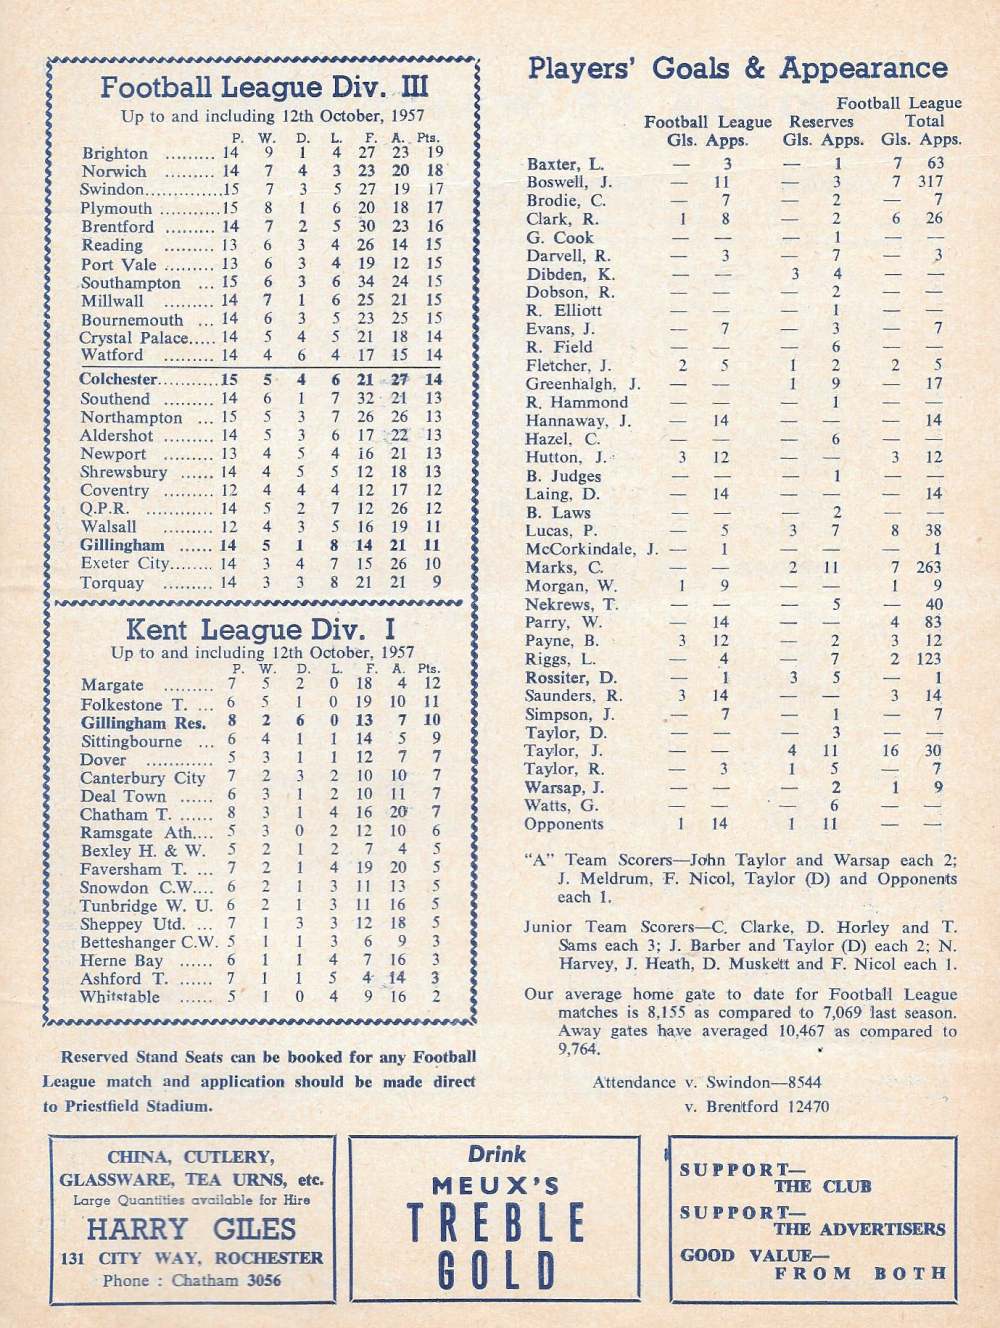 Football League Div. III
Up to and including 12th October, 1957
P. W. D. L. F. A. Pts.
Brighton ......... 14 9 1 4 27 23 19
Norwich ......... 14 7 4 3 23 20 18
Swindon..............15 7 3 5 27 19 17
Plymouth ...........15 8 1 6 20 18 17
Brentford ......... 14 7 2 5 30 23 16
Reading ......... 13 6 3 4 26 14 15
Port Vale ......... 13 6 3 4 19 12 15
Southampton ... 15 6 3 6 34 24 15
Millwall ......... 14 7 1 6 25 21 15
Bournemouth ... 14 6 3 5 23 25 15
Crystal Palace..... 14 5 4 5 21 18 14
Watford ......... 14 4 6 4 17 15 14
Colchester...........15 5 4 6 21 27 14
Southend ......... 14 6 1 7 32 21 13
Northampton ... 15 5 3 7 26 26 13
Aldershot ......... 14 5 3 6 17 22 13
Newport ......... 13 4 5 4 16 21 13
Shrewsbury ...... 14 4 5 5 12 18 13
Coventry ......... 12 4 4 4 12 17 12
Q.P.R. ............ 14 5 2 7 12 26 12
Walsall ......... 12 4 3 5 16 19 11
Gillingham ...... 14 5 1 8 14 21 11
Exeter City........ 14 3 4 7 15 26 10
Torquay ......... 14 3 3 8 21 21 9
Kent League Div. I
Up to and including 12th October, 1957
P. W. D. L. F. A. Pts.
Margate ......... 7 5 2 0 18 4 12
Folkestone T. ... 6 5 1 0 19 10 11
Gillingham Res. 8 2 6 0 13 7 10
Sittingbourne ... 6 4 1 1 14 5 9
Dover ............ 5 3 1 1 12 7 7
Canterbury City 7 2 3 2 10 10 7
Deal Town ...... 6 3 1 2 10 11 7
Chatham T. ...... 8 3 1 4 16 20 7
Ramsgate Ath.... 5 3 0 2 12 10 6
Bexley H. & W. 5 2 1 2 7 4 5
Faversham T. ... 7 2 1 4 19 20 5
Snowdon C.W.... 6 2 1 3 11 13 5
Tunbridge W. U. 6 2 1 3 11 16 5
Sheppey Utd. ... 7 1 3 3 12 18 5
Betteshanger C.W. 5 1 1 3 6 9 3
Herne Bay ...... 6 1 1 4 7 16 3
Ashford T. ...... 7 1 1 5 4 14 3
Whitstable ...... 5 1 0 4 9 16 2
Reserved Stand Seats can be booked for any Football
League match and application should be made direct
to Priestfield Stadium.
Players' Goals & Appearance
Football League
Football League Reserves Total
Gls. Apps. Gls. Apps. Gls. Apps.
Baxter, L. — 3 — 1 7 63
Boswell, J. — 11 — 3 7 317
Brodie, C. — 7 — 2 — 7
Clark, R. 1 8 — 2 6 26
G. Cook — — — 1 — —
Darvell, R. — 3 — 7 — 3
Dibden, K. — — 3 4 — —
Dobson, R. — — — 2 — —
R. Elliott — — — 1 — —
Evans, J. — 7 — 3 — 7
R. Field — — — 6 — —
Fletcher, J. 2 5 1 2 2 5
Greenhalgh, J. — — 1 9 — 17
R. Hammond — — — 1 — —
Hannaway, J. — 14 — — — 14
Hazel, C. — — — 6 — —
Hutton, J. 3 12 — — 3 12
B. Judges — — — 1 — —
Laing, D. — 14 — — — 14
B. Laws — — — 2 — —
Lucas, P. — 5 3 7 8 38
McCorkindale, J. — 1 — — — 1
Marks, C. — — 2 11 7 263
Morgan, W. 1 9 — — 1 9
Nekrews, T. — — — 5 — 40
Parry, W. — 14 — — 4 83
Payne, B. 3 12 — 2 3 12
Riggs, L. — 4 — 7 2 123
Rossiter, D. — 1 3 5 — 1
Saunders, R. 3 14 — — 3 14
Simpson, J. — 7 — 1 — 7
Taylor, D. — — — 3 — —
Taylor, J. — — 4 11 16 30
Taylor, R. — 3 1 5 — 7
Warsap, J. — — — 2 1 9
Watts, G. — — — 6 — —
Opponents 1 14 1 11 — —
"A" Team Scorers—John Taylor and Warsap each 2;
J. Meldrum, F. Nicol, Taylor (D) and Opponents
each 1.
Junior Team Scorers—C. Clarke, D. Horley and T.
Sams each 3; J. Barber and Taylor (D) each 2; N.
Harvey, J. Heath, D. Muskett and F. Nicol each 1.
Our average home gate to date for Football League
matches is 8,155 as compared to 7,069 last season.
Away gates have averaged 10,467 as compared to
9,764.
Attendance v. Swindon—8544
v. Brentford 12470
CHINA, CUTLERY,
GLASSWARE, TEA URNS, etc.
Large Quantities available for Hire
HARRY GILES
131 CITY WAY, ROCHESTER
Phone : Chatham 3056
Drink
MEUX'S
TREBLE
GOLD
SUPPORT—
THE CLUB
SUPPORT—
THE ADVERTISERS
GOOD VALUE—
FROM BOTH